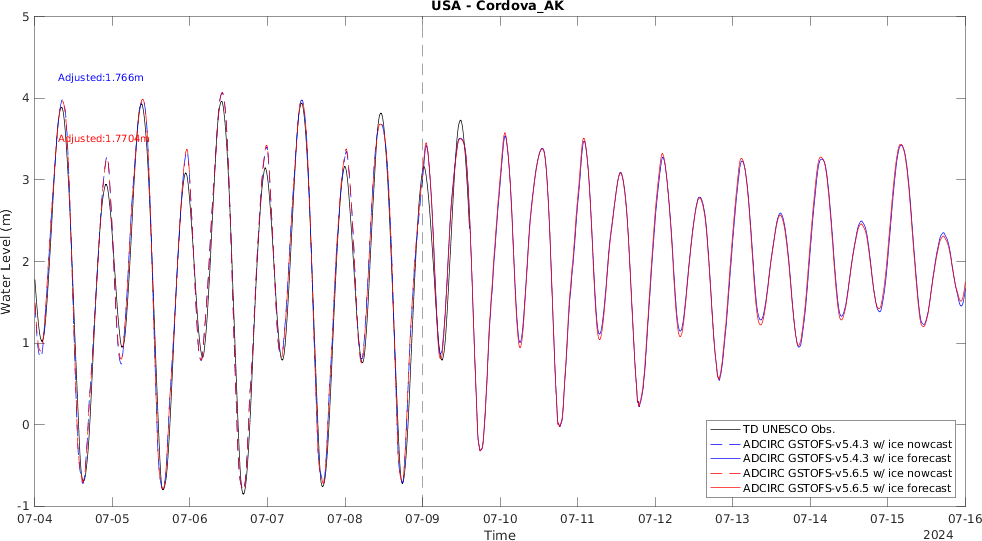 USA - Cordova_AK
5
Adjusted:1.766m
4
Adjusted:1.7704m
3
Water Level (m)
2
1
0
TD UNESCO Obs.
ADCIRC GSTOFS-v5.4.3 w/ ice nowcast
ADCIRC GSTOFS-v5.4.3 w/ ice forecast
ADCIRC GSTOFS-v5.6.5 w/ ice nowcast
ADCIRC GSTOFS-v5.6.5 w/ ice forecast
-1
07-04 07-05 07-06 07-07 07-08 07-09 07-10 07-11 07-12 07-13 07-14 07-15 07-16
Time
2024